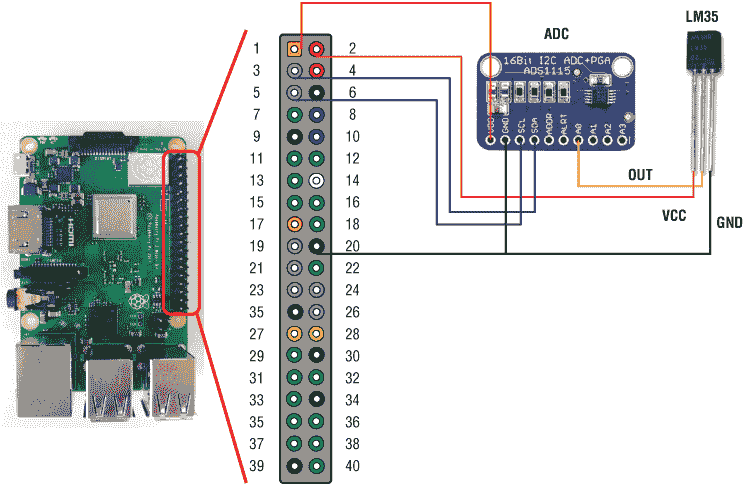 LM35
ADC
1 2
16Bit I2C ADC+PGA
ADS1115
3 4
5 6
7 8
VDD GND SCL SDA ADDR ALRT A0 A1 A2 A3
9 10
11 12
13 14
OUT
15 16
VCC
17 18
GND
19 20
21 22
23 24
35 26
27 28
29 30
31 32
33 34
35 36
37 38
39 40
HDMI